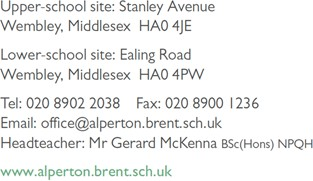 Upper-school site: Stanley Avenue
Wembley, Middlesex  HA0 4JE
Lower-school site: Ealing Road
Wembley, Middlesex  HA0 4PW
Tel: 020 8902 2038    Fax: 020 8900 1236
Email: office@alperton.brent.sch.uk
Headteacher: Mr Gerard McKenna BSc(Hons) NPQH
www.alperton.brent.sch.uk